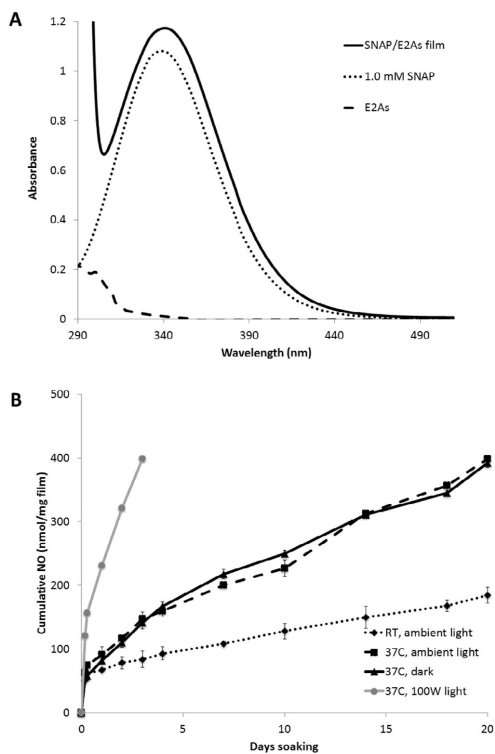 A
1.2
1
0.8
0.6
0.4
0.2
0
Absorbance
290
340
390
440
490
Wavelength (nm)
SNAP/E2As film
1.0 mM SNAP
E2As
B
500
400
300
200
100
0
Cumulative NO (nmol/mg film)
0
5
10
15
20
Days soaking
RT, ambient light
37C, ambient light
37C, dark
37C, 100W light